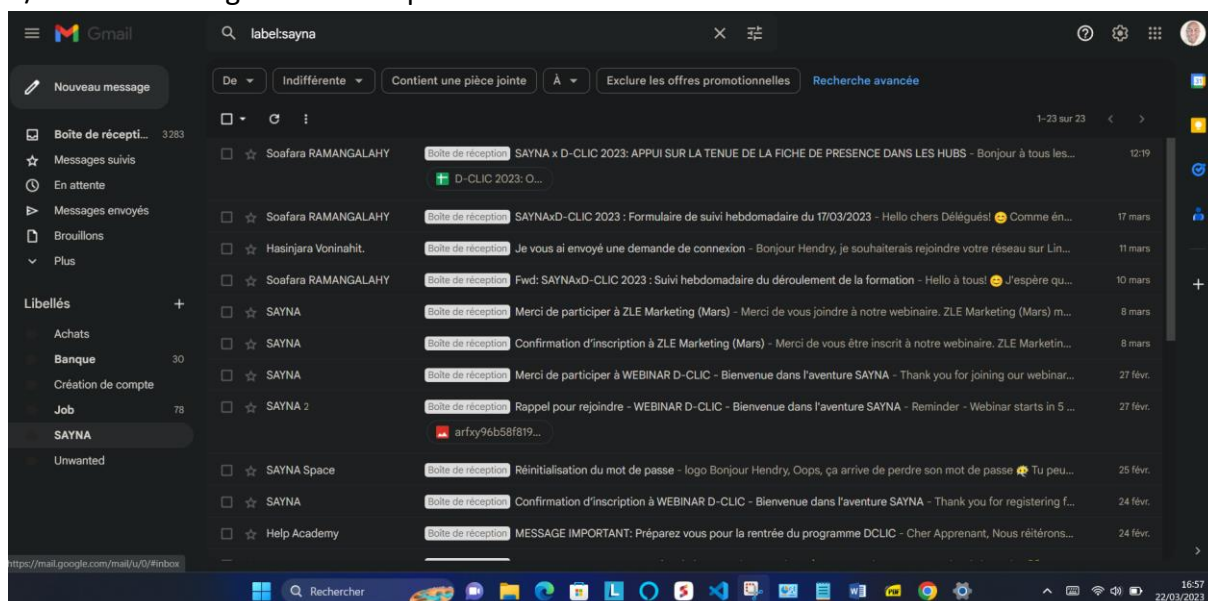 Gmail
label:sayna
Nouveau message
De
Indifférente
Contient une pièce jointe
À
Exclure les offres promotionnelles
Recherche avancée
1–23 sur 23
Boîte de récepti... 3 283
Messages suivis
En attente
Messages envoyés
Brouillons
Plus
Libellés
Achats
Banque 30
Création de compte
Job 78
SAYNA
Unwanted
Soafara RAMANGALAHY Boîte de réception SAYNA x D-CLIC 2023: APPUI SUR LA TENUE DE LA FICHE DE PRESENCE DANS LES HUBS - Bonjour à tous les... 12:19
D-CLIC 2023: O...
Soafara RAMANGALAHY Boîte de réception SAYNAxD-CLIC 2023 : Formulaire de suivi hebdomadaire du 17/03/2023 - Hello chers Délégués! 😊 Comme én... 17 mars
Hasinjara Voninahit. Boîte de réception Je vous ai envoyé une demande de connexion - Bonjour Hendry, je souhaiterais rejoindre votre réseau sur Lin... 11 mars
Soafara RAMANGALAHY Boîte de réception Fwd: SAYNAxD-CLIC 2023 : Suivi hebdomadaire du déroulement de la formation - Hello à tous! 😊 J'espère qu... 10 mars
SAYNA Boîte de réception Merci de participer à ZLE Marketing (Mars) - Merci de vous joindre à notre webinaire. ZLE Marketing (Mars) m... 8 mars
SAYNA Boîte de réception Confirmation d'inscription à ZLE Marketing (Mars) - Merci de vous être inscrit à notre webinaire. ZLE Marketin... 8 mars
SAYNA Boîte de réception Merci de participer à WEBINAR D-CLIC - Bienvenue dans l'aventure SAYNA - Thank you for joining our webinar... 27 févr.
SAYNA 2 Boîte de réception Rappel pour rejoindre - WEBINAR D-CLIC - Bienvenue dans l'aventure SAYNA - Reminder - Webinar starts in 5 ... 27 févr.
arfxy96b58f819...
SAYNA Space Boîte de réception Réinitialisation du mot de passe - logo Bonjour Hendry, Oops, ça arrive de perdre son mot de passe Tu peu... 25 févr.
SAYNA Boîte de réception Confirmation d'inscription à WEBINAR D-CLIC - Bienvenue dans l'aventure SAYNA - Thank you for registering f... 24 févr.
Help Academy Boîte de réception MESSAGE IMPORTANT: Préparez vous pour la rentrée du programme DCLIC - Cher Apprenant, Nous réitérons... 24 févr.
https://mail.google.com/mail/u/0/#inbox
Rechercher
16:57
22/03/2023